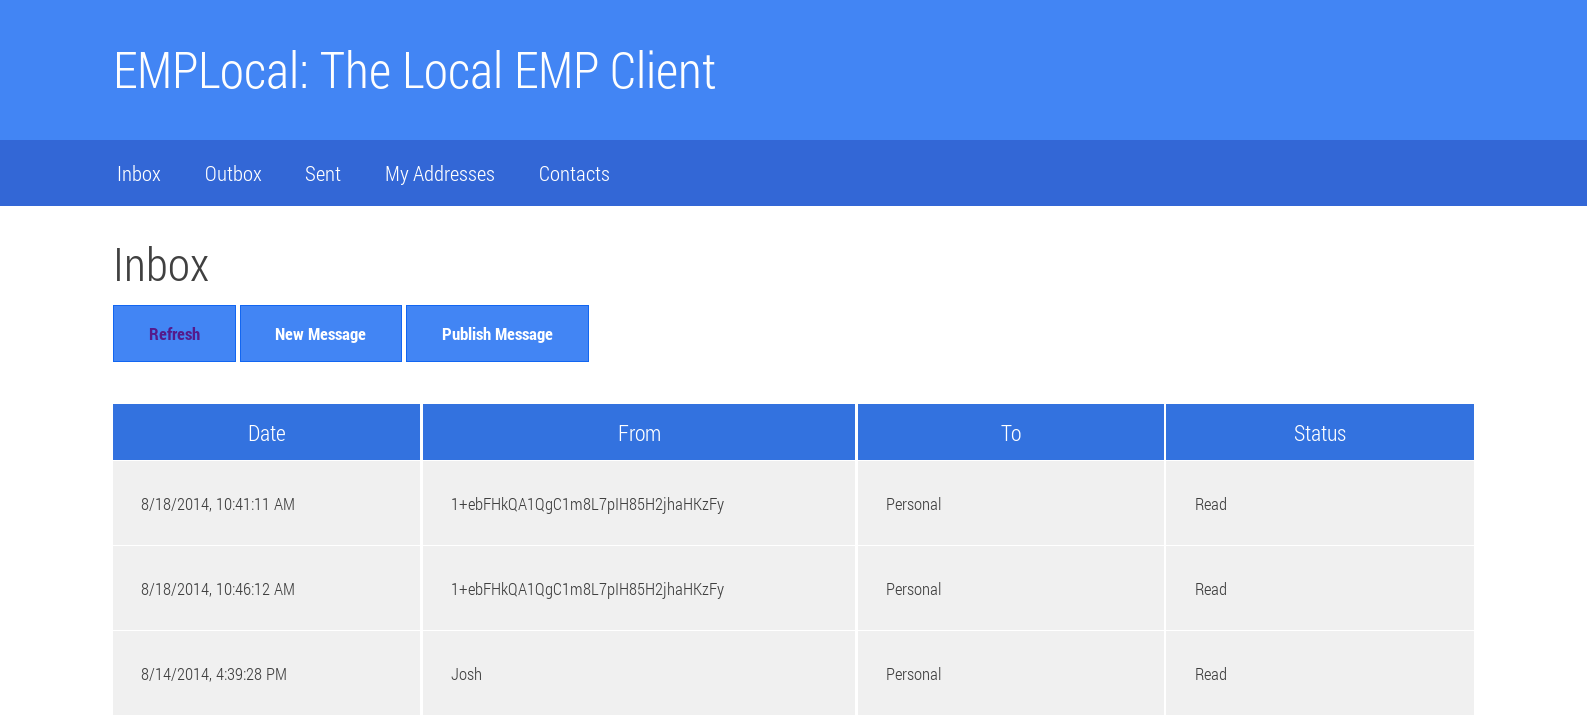 EMPLocal: The Local EMP Client
Inbox Outbox Sent My Addresses Contacts
Inbox
Refresh New Message Publish Message
Date From To Status
8/18/2014, 10:41:11 AM 1+ebFHkQA1QgC1m8L7pIH85H2jhaHKzFy Personal Read
8/18/2014, 10:46:12 AM 1+ebFHkQA1QgC1m8L7pIH85H2jhaHKzFy Personal Read
8/14/2014, 4:39:28 PM Josh Personal Read